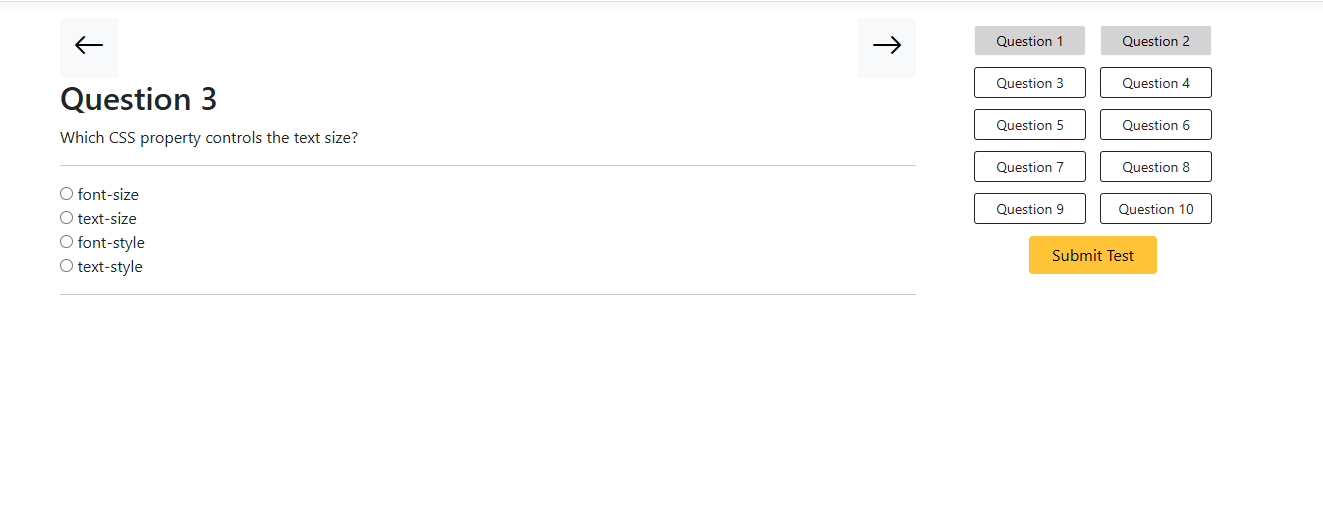 Question 3
Which CSS property controls the text size?
font-size
text-size
font-style
text-style
Question 1
Question 2
Question 3
Question 4
Question 5
Question 6
Question 7
Question 8
Question 9
Question 10
Submit Test